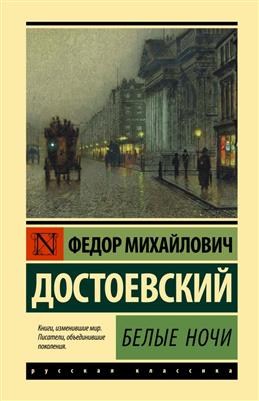 N
ФЕДОР МИХАЙЛОВИЧ
ДОСТОЕВСКИЙ
Книги, изменившие мир.
Писатели, объединившие
поколения.
БЕЛЫЕ НОЧИ
русская классика